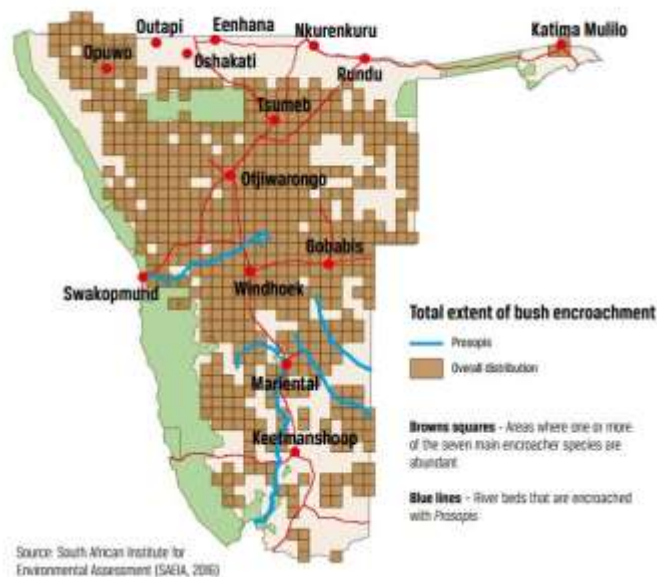 Outapi
Eenhana
Nkurenkuru
Katima Mulilo
Opuwo
Oshakati
Rundu
Tsumeb
Otjiwarongo
Gobabis
Swakopmund
Windhoek
Total extent of bush encroachment
Prosopis
Overall distribution
Mariental
Browns squares - Areas where one or more
of the seven main encroacher species are
abundant
Keetmanshoop
Blue lines - River beds that are encroached
with Prosopis
Source: South African Institute for
Environmental Assessment (SAEIA, 2016)